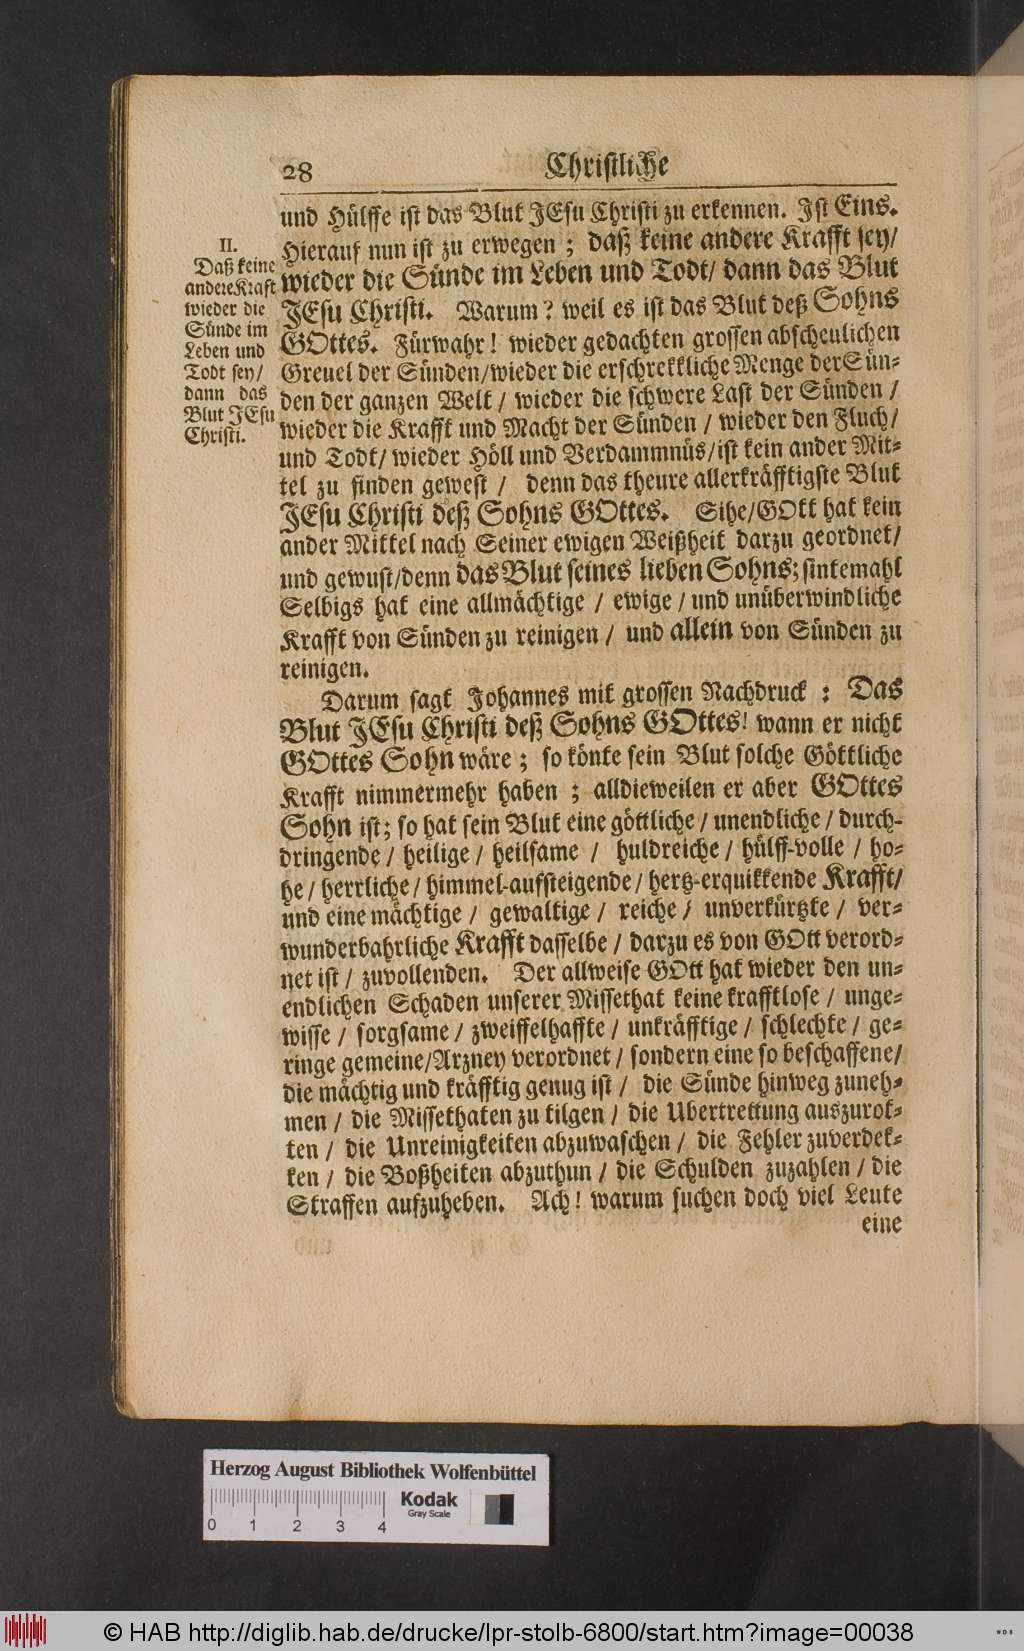 28 Christliche
und Hülffe ist das Blut JEsu Christi zu erkennen. Ist Eins.
II.
Daß keine
andere Kraft
wieder die
Sünde im
Leben und
Todt sey/
dann das
Blut JEsu
Christi.
Hierauf nun ist zu erwegen ; daß keine andere Krafft sey/
wieder die Sünde im Leben und Todt/ dann das Blut
JEsu Christi. Warum? weil es ist das Blut deß Sohns
GOttes. Fürwahr! wieder gedachten grossen abscheulichen
Greuel der Sünden/wieder die erschrekkliche Menge der Sün-
den der ganzen Welt / wieder die schwere Last der Sünden /
wieder die Krafft und Macht der Sünden / wieder den Fluch/
und Todt/ wieder Höll und Verdammnüs/ist kein ander Mit-
tel zu finden gewest / denn das theure allerkräfftigste Blut
JEsu Christi deß Sohns GOttes. Sihe/GOtt hat kein
ander Mittel nach Seiner ewigen Weißheit darzu geordnet/
und gewust/denn das Blut seines lieben Sohns; sintemahl
Selbigs hat eine allmächtige / ewige / und unüberwindliche
Krafft von Sünden zu reinigen / und allein von Sünden zu
reinigen.
Darum sagt Johannes mit grossen Nachdruck : Das
Blut JEsu Christi deß Sohns GOttes! wann er nicht
GOttes Sohn wäre ; so könte sein Blut solche Göttliche
Krafft nimmermehr haben ; alldieweilen er aber GOttes
Sohn ist; so hat sein Blut eine göttliche / unendliche / durch-
dringende / heilige / heilsame / huldreiche / hülff-volle / ho-
he / herrliche / himmel-aufsteigende / hertz-erquikkende Krafft/
und eine mächtige / gewaltige / reiche / unverkürtzte / ver-
wunderbahrliche Krafft dasselbe / darzu es von GOtt verord-
net ist / zuvollenden. Der allweise GOtt hat wieder den un-
endlichen Schaden unserer Missethat keine krafftlose / unge-
wisse / sorgsame / zweiffelhaffte / unkräfftige / schlechte / ge-
ringe gemeine/Arzney verordnet / sondern eine so beschaffene/
die mächtig und kräfftig genug ist / die Sünde hinweg zuneh-
men / die Missethaten zu tilgen / die Ubertrettung auszurot-
ten / die Unreinigkeiten abzuwaschen / die Fehler zuverdek-
ken / die Boßheiten abzuthun / die Schulden zuzahlen / die
Straffen aufzuheben. Ach! warum suchen doch viel Leute
eine
Herzog August Bibliothek Wolfenbüttel
Kodak
Gray Scale
0 1 2 3 4
© HAB http://diglib.hab.de/drucke/lpr-stolb-6800/start.htm?image=00038